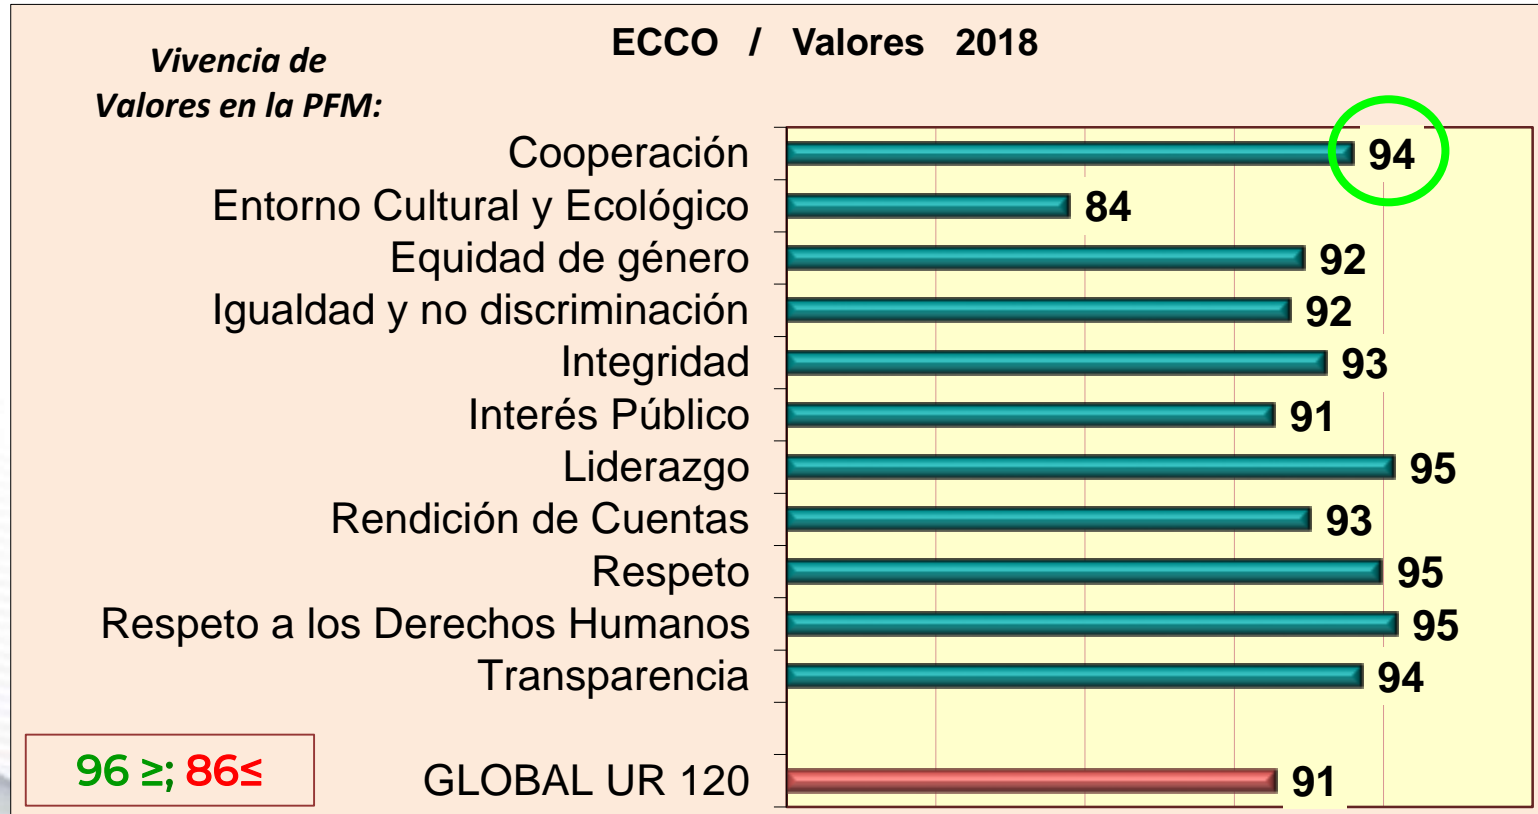 ECCO / Valores 2018
Vivencia de
Valores en la PFM:
Cooperación 94
Entorno Cultural y Ecológico 84
Equidad de género 92
Igualdad y no discriminación 92
Integridad 93
Interés Público 91
Liderazgo 95
Rendición de Cuentas 93
Respeto 95
Respeto a los Derechos Humanos 95
Transparencia 94
GLOBAL UR 120 91
96 ≥; 86≤